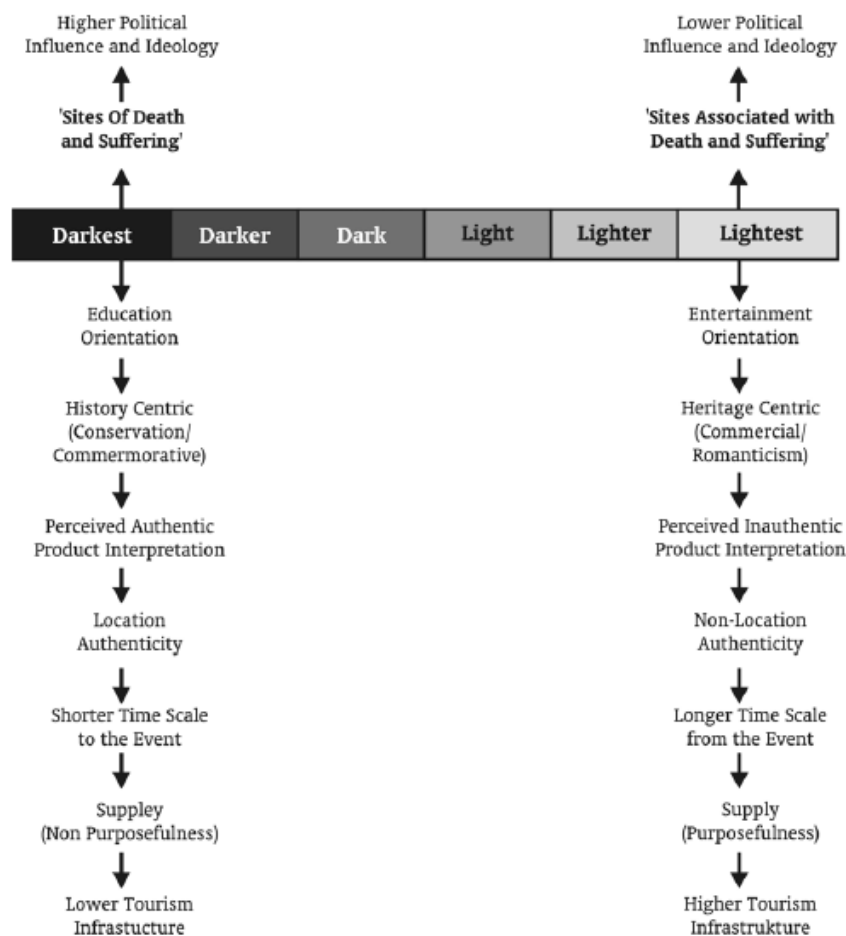 Higher Political
Influence and Ideology
'Sites Of Death
and Suffering'
Lower Political
Influence and Ideology
'Sites Associated with
Death and Suffering'
Darkest
Darker
Dark
Light
Lighter
Lightest
Education
Orientation
History Centric
(Conservation/
Commermorative)
Perceived Authentic
Product Interpretation
Location
Authenticity
Shorter Time Scale
to the Event
Suppley
(Non Purposefulness)
Lower Tourism
Infrastucture
Entertainment
Orientation
Heritage Centric
(Commercial/
Romanticism)
Perceived Inauthentic
Product Interpretation
Non-Location
Authenticity
Longer Time Scale
from the Event
Supply
(Purposefulness)
Higher Tourism
Infrastrukture